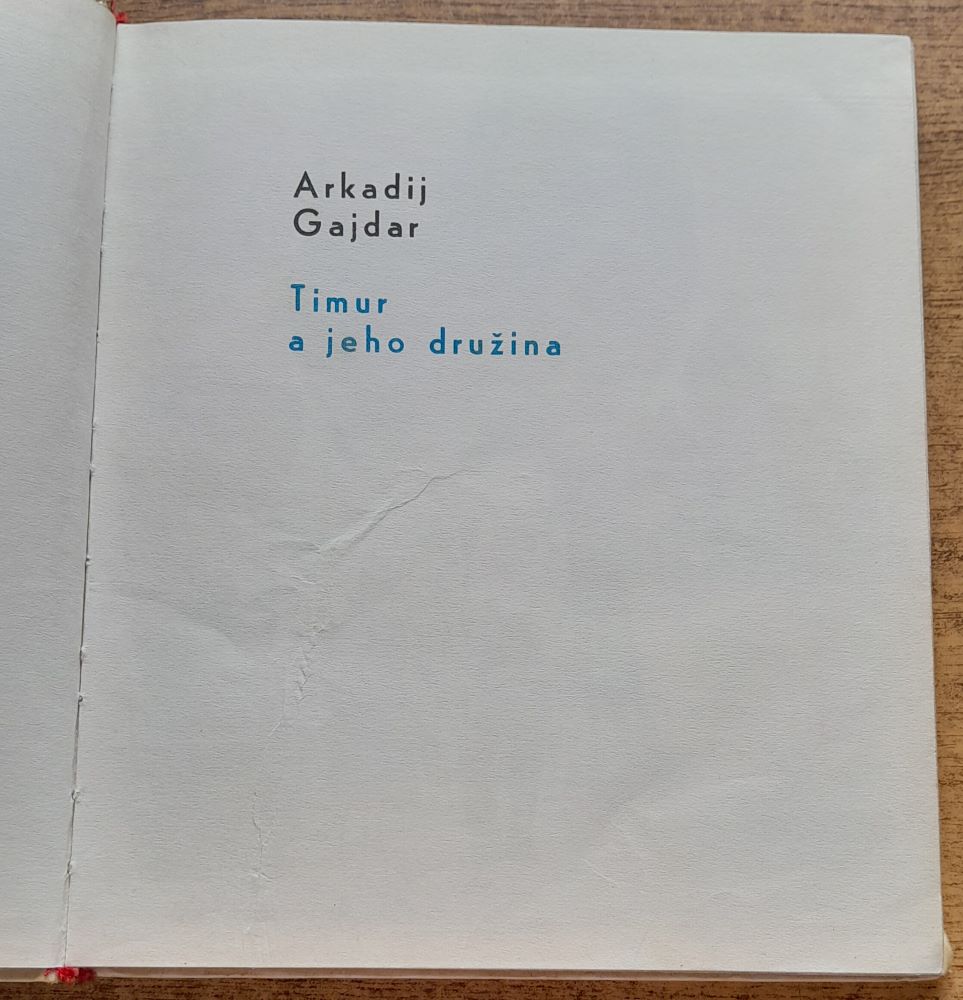 Arkadij
Gajdar
Timur
a jeho družina